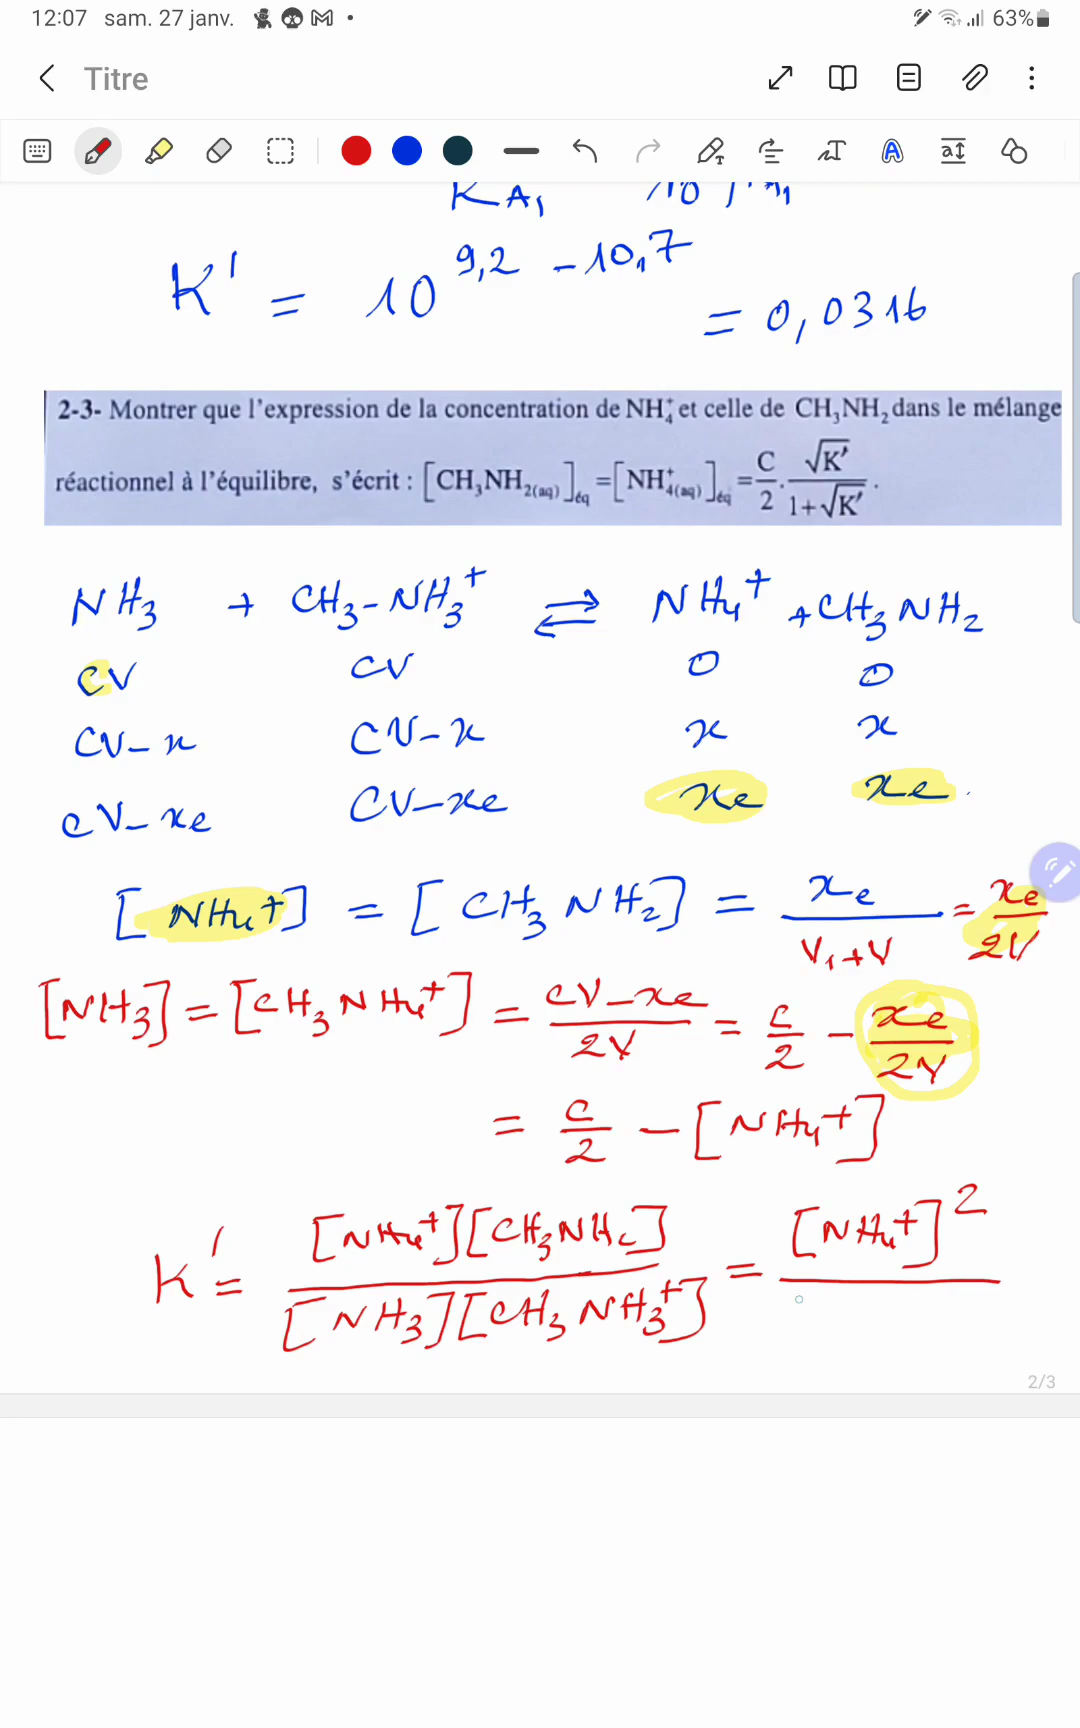 12:07 sam. 27 janv. 63%
Titre
K A1 10
K' = 10^9,2 - 10,7 = 0,0316
2-3- Montrer que l'expression de la concentration de NH4+ et celle de CH3NH2 dans le mélange
réactionnel à l'équilibre, s'écrit : [CH3NH2(aq)]éq = [NH4+(aq)]éq = C/2 . √K'/1+√K' .
NH3 + CH3-NH3+ ⇌ NH4+ + CH3NH2
CV CV 0 0
CV-x CV-x x x
CV-xe CV-xe xe xe.
[NH4+] = [CH3NH2] = xe/V1+V = xe/2V
[NH3] = [CH3NH4+] = CV-xe/2V = C/2 - xe/2V
= C/2 - [NH4+]
K' = [NH4+][CH3NH2]/[NH3][CH3NH3+] = [NH4+]^2
2/3